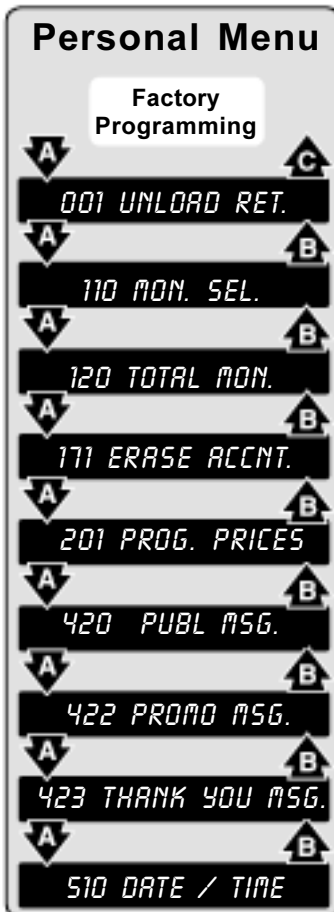 Personal Menu
Factory
Programming
A C
001 UNLOAD RET.
A B
110 MON. SEL.
A B
120 TOTAL MON.
A B
171 ERASE ACCNT.
A B
201 PROG. PRICES
A B
420 PUBL MSG.
A B
422 PROMO MSG.
A B
423 THANK YOU MSG.
A B
510 DATE / TIME